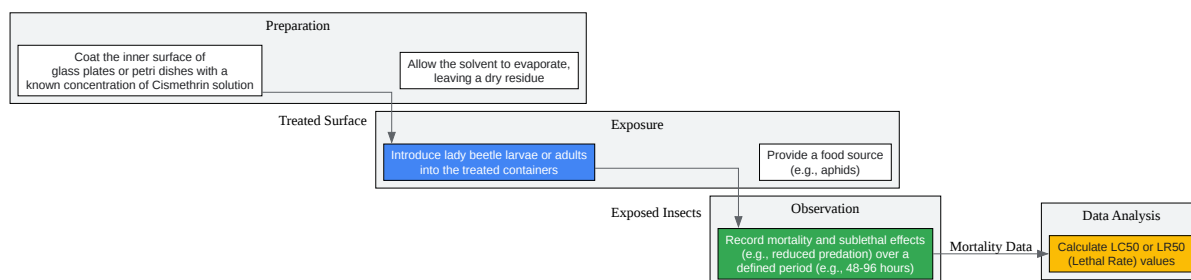 Preparation
Coat the inner surface of
glass plates or petri dishes with a
known concentration of Cismethrin solution
Allow the solvent to evaporate,
leaving a dry residue
Treated Surface
Exposure
Introduce lady beetle larvae or adults
into the treated containers
Provide a food source
(e.g., aphids)
Exposed Insects
Observation
Record mortality and sublethal effects
(e.g., reduced predation) over a
defined period (e.g., 48-96 hours)
Mortality Data
Data Analysis
Calculate LC50 or LR50
(Lethal Rate) values